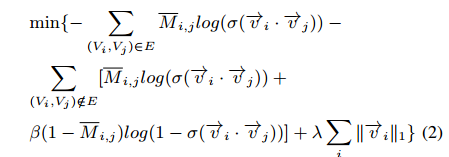 min{− ∑_{(V_i,V_j)∈E} M̅_{i,j}log(σ(v⃗_i · v⃗_j)) −
∑_{(V_i,V_j)∉E} [M̅_{i,j}log(σ(v⃗_i · v⃗_j)) +
β(1 − M̅_{i,j})log(1 − σ(v⃗_i · v⃗_j))] + λ∑_i ‖v⃗_i‖_1} (2)